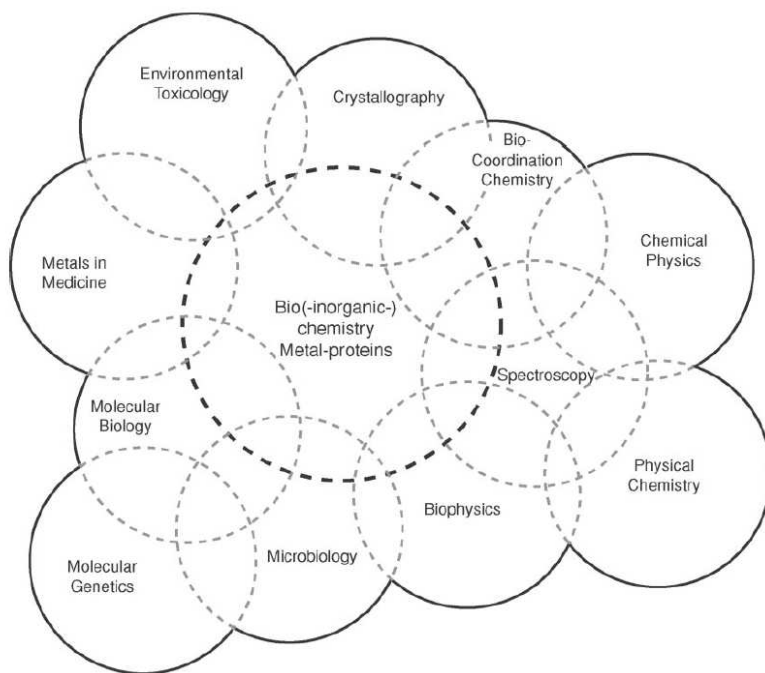 Environmental
Toxicology
Crystallography
Bio-
Coordination
Chemistry
Chemical
Physics
Metals in
Medicine
Bio(-inorganic-)
chemistry
Metal-proteins
Spectroscopy
Molecular
Biology
Physical
Chemistry
Biophysics
Microbiology
Molecular
Genetics